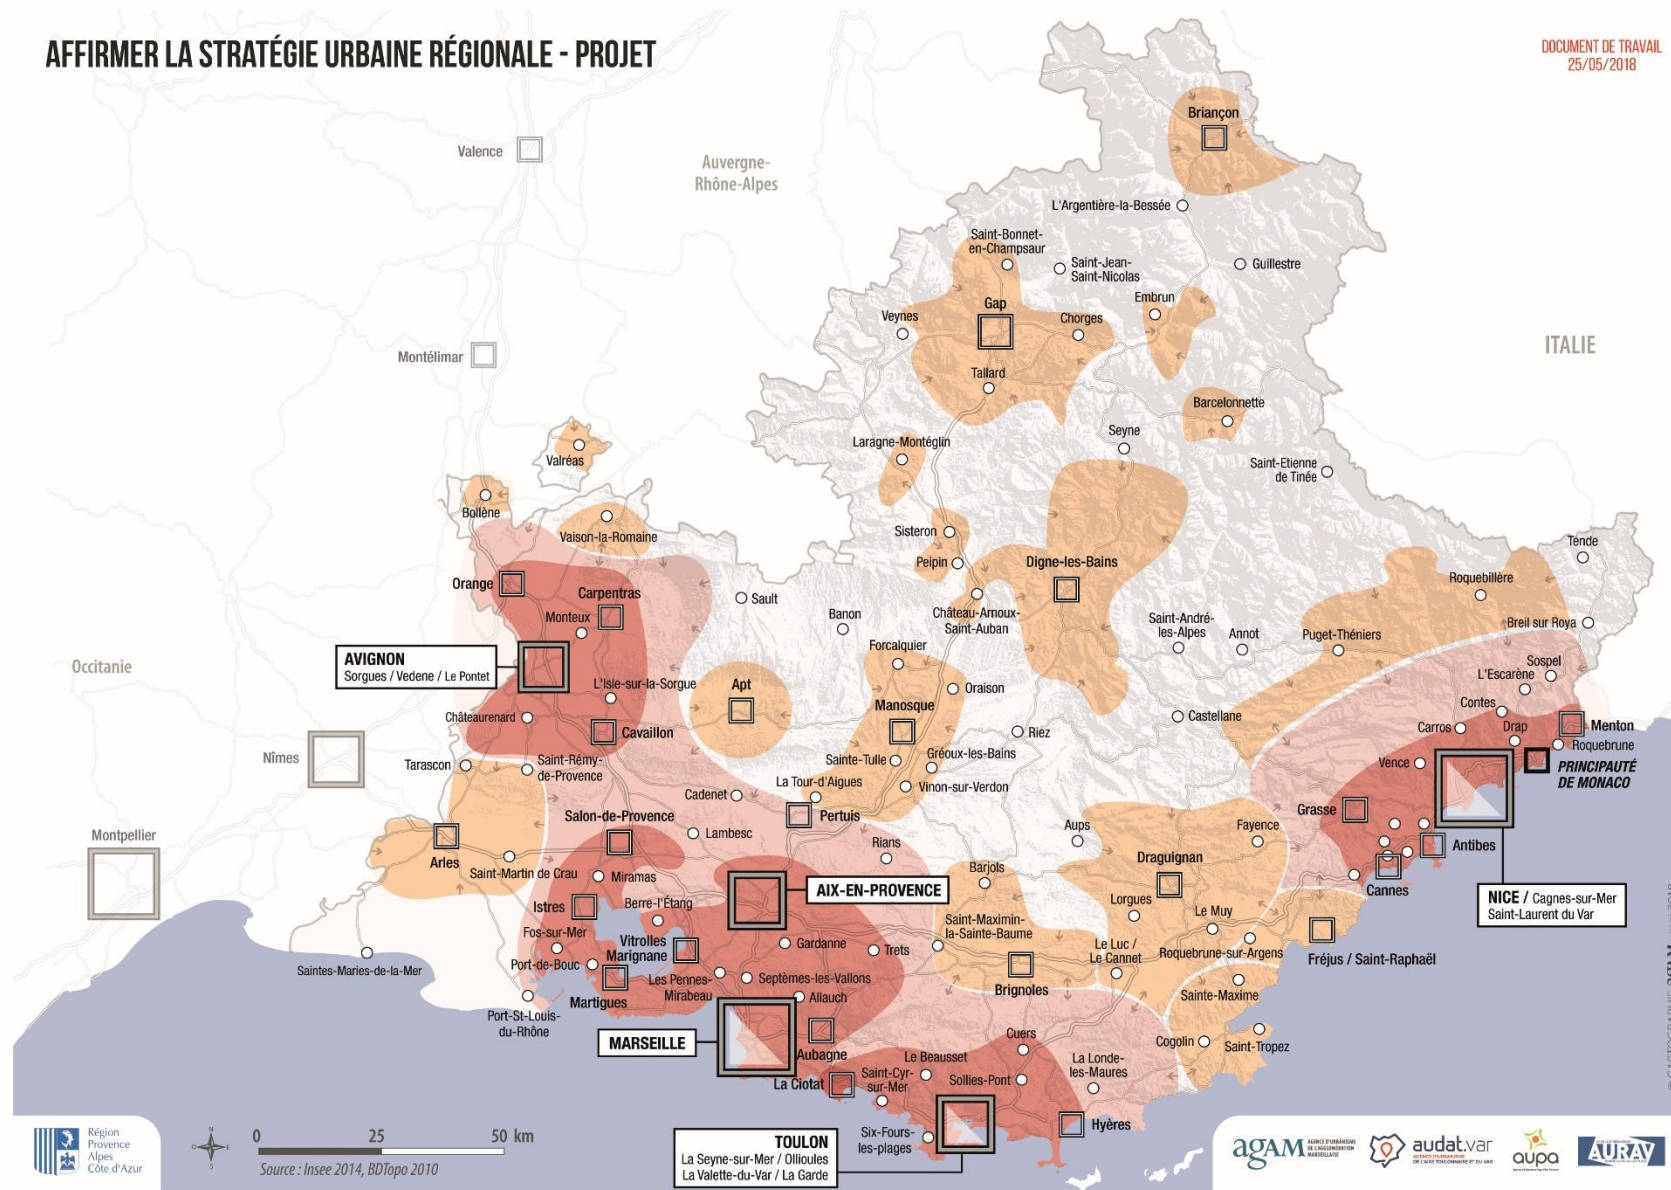 AFFIRMER LA STRATÉGIE URBAINE RÉGIONALE - PROJET
DOCUMENT DE TRAVAIL
25/05/2018
Valence
Auvergne-
Rhône-Alpes
Briançon
L'Argentière-la-Bessée
Saint-Bonnet-
en-Champsaur
Saint-Jean-
Saint-Nicolas
Guillestre
Embrun
Gap
Chorges
Veynes
Montélimar
ITALIE
Tallard
Barcelonnette
Seyne
Laragne-Montéglin
Valréas
Saint-Etienne
de Tinée
Bollène
Vaison-la-Romaine
Sisteron
Peipin
Digne-les-Bains
Tende
Roquebillère
Orange
Carpentras
Sault
Monteux
Banon
Château-Arnoux-
Saint-Auban
Saint-André-
les-Alpes
Annot
Puget-Théniers
Breil sur Roya
Forcalquier
Occitanie
AVIGNON
Sorgues / Vedene / Le Pontet
Sospel
L'Escarène
L'Isle-sur-la-Sorgue
Apt
Oraison
Manosque
Contes
Châteaurenard
Cavaillon
Riez
Castellane
Carros
Drap
Menton
Roquebrune
Nîmes
Tarascon
Saint-Rémy-
de-Provence
Sainte-Tulle
Gréoux-les-Bains
Vence
PRINCIPAUTÉ
DE MONACO
La Tour-d'Aigues
Vinon-sur-Verdon
Cadenet
Pertuis
Grasse
Salon-de-Provence
Lambesc
Montpellier
Arles
Rians
Aups
Fayence
Antibes
Saint-Martin de Crau
Miramas
Barjols
Draguignan
Cannes
AIX-EN-PROVENCE
NICE / Cagnes-sur-Mer
Saint-Laurent du Var
Istres
Berre-l'Étang
Lorgues
Le Muy
Fos-sur-Mer
Vitrolles
Marignane
Gardanne
Trets
Saint-Maximin-
la-Sainte-Baume
Le Luc /
Le Cannet
Roquebrune-sur-Argens
Fréjus / Saint-Raphaël
Port-de-Bouc
Saintes-Maries-de-la-Mer
Martigues
Les Pennes-
Mirabeau
Septèmes-les-Vallons
Allauch
Brignoles
Sainte-Maxime
Port-St-Louis-
du-Rhône
MARSEILLE
Aubagne
Cuers
Cogolin
Saint-Tropez
Le Beausset
La Londe-
les-Maures
La Ciotat
Saint-Cyr-
sur-Mer
Sollies-Pont
Hyères
Six-Fours-
les-plages
TOULON
La Seyne-sur-Mer / Ollioules
La Valette-du-Var / La Garde
Région
Provence
Alpes
Côte d'Azur
N
E
S
O
0 25 50 km
Source : Insee 2014, BDTopo 2010
agAM
AGENCE D'URBANISME
DE L'AGGLOMÉRATION
MARSEILLAISE
audat.var
AGENCE D'URBANISME
DE L'AIRE TOULONNAISE ET DU VAR
aupa
AURAV